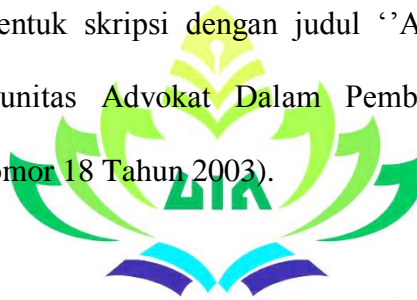 entuk skripsi dengan judul ‘’A
unitas Advokat Dalam Pemb
omor 18 Tahun 2003).